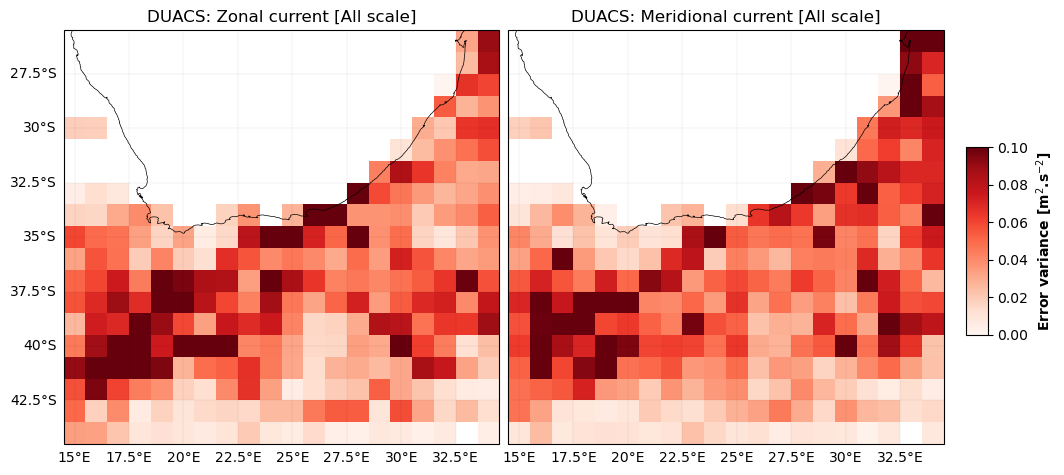 DUACS: Zonal current [All scale]
DUACS: Meridional current [All scale]
27.5°S
30°S
32.5°S
35°S
37.5°S
40°S
42.5°S
15°E 17.5°E 20°E 22.5°E 25°E 27.5°E 30°E 32.5°E
15°E 17.5°E 20°E 22.5°E 25°E 27.5°E 30°E 32.5°E
0.10
0.08
0.06
0.04
0.02
0.00
Error variance [m².s⁻²]